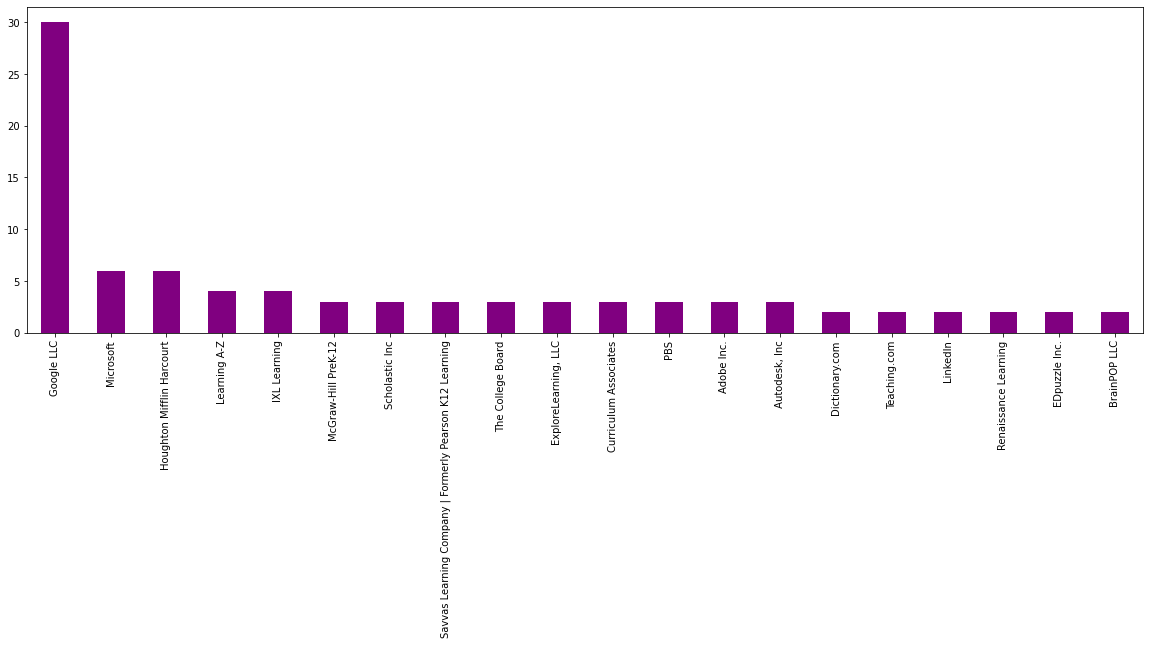 30
25
20
15
10
5
0
Google LLC
Microsoft
Houghton Mifflin Harcourt
Learning A-Z
IXL Learning
McGraw-Hill PreK-12
Scholastic Inc
Savvas Learning Company | Formerly Pearson K12 Learning
The College Board
ExploreLearning, LLC
Curriculum Associates
PBS
Adobe Inc.
Autodesk, Inc
Dictionary.com
Teaching.com
LinkedIn
Renaissance Learning
EDpuzzle Inc.
BrainPOP LLC